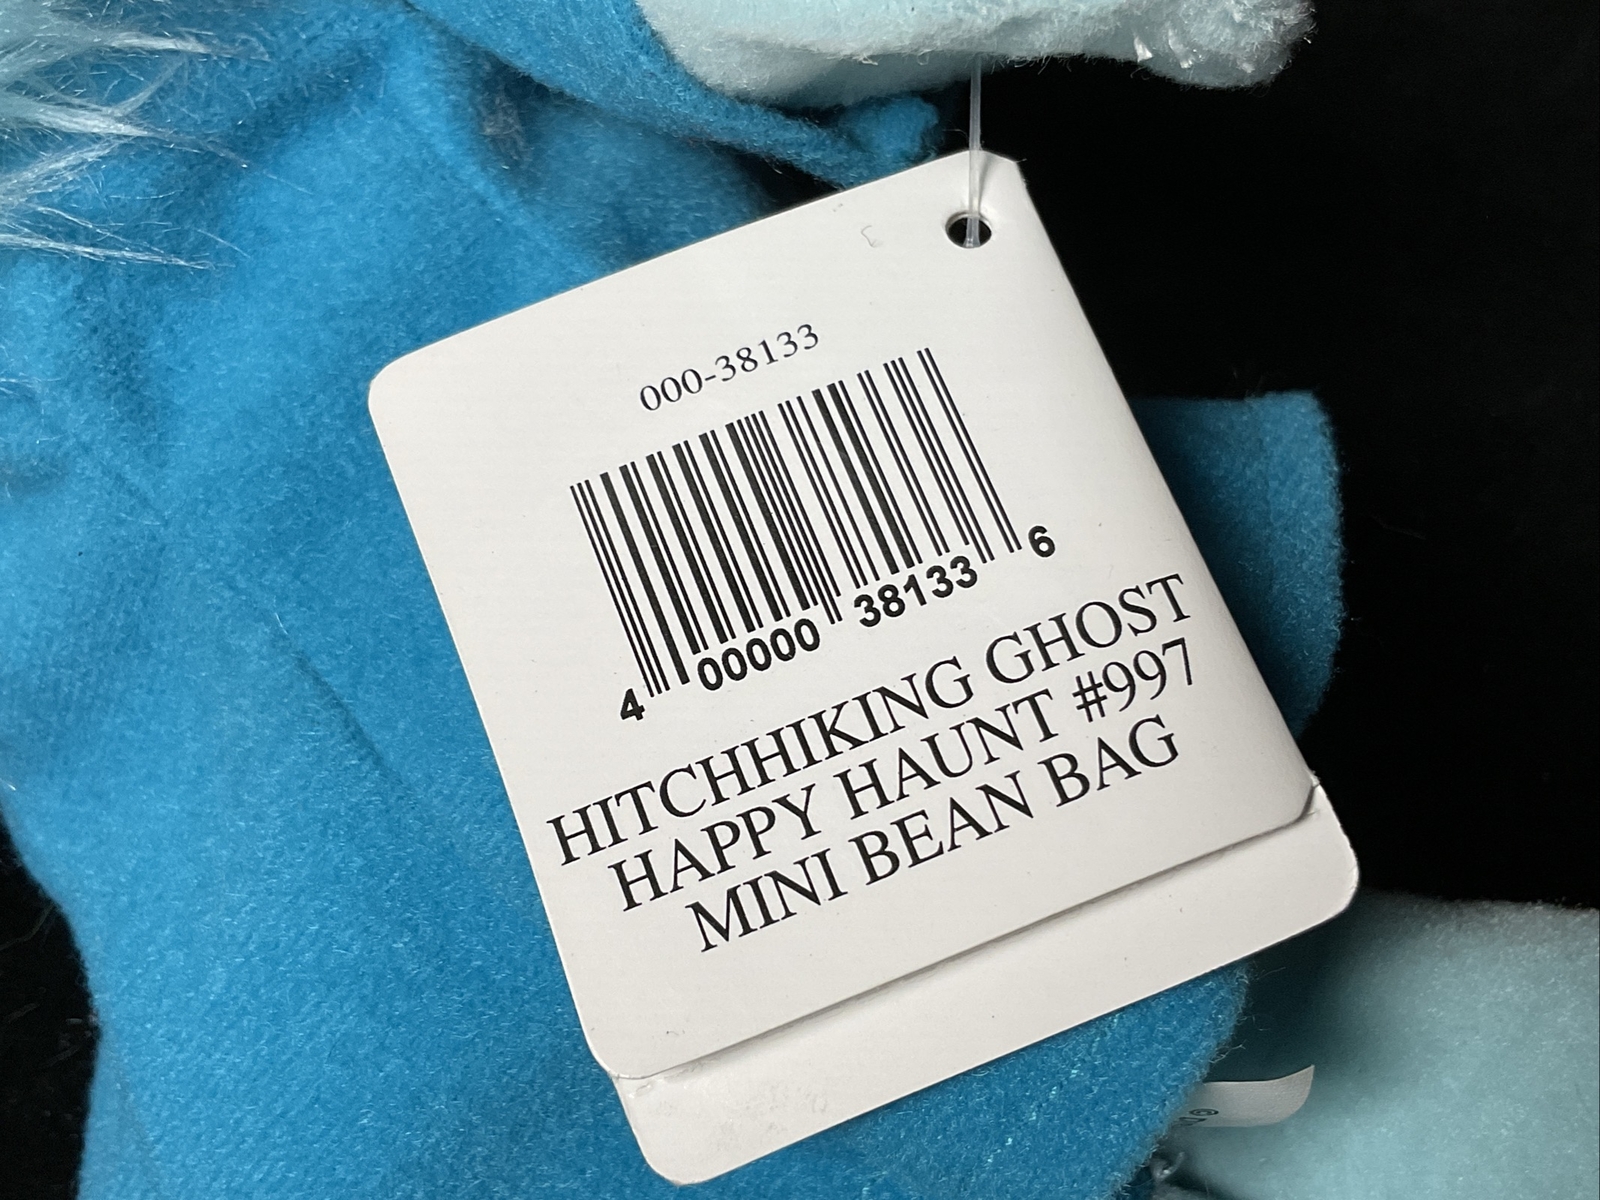 000-38133
4 00000 38133 6
HITCHHIKING GHOST
HAPPY HAUNT #997
MINI BEAN BAG